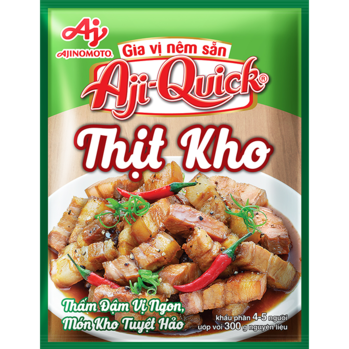 Aj
AJINOMOTO®
Gia vị nêm sẵn
Aji-Quick®
Thịt Kho
Thấm Đậm Vị Ngon,
Món Kho Tuyệt Hảo
khẩu phần 4-5 người
ướp với 300g nguyên liệu